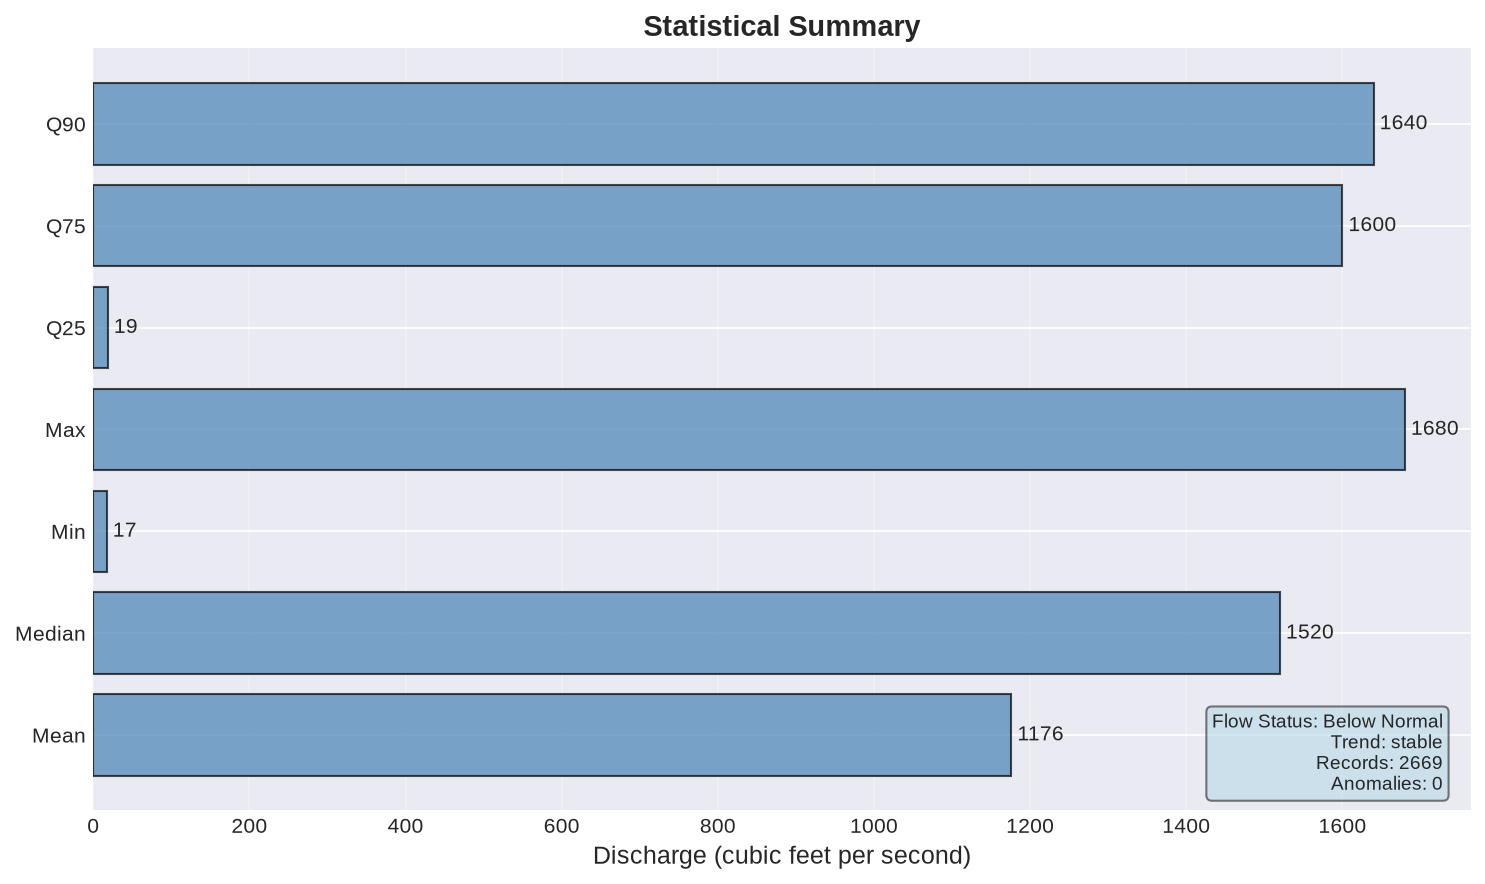 Statistical Summary
Q90
1640
Q75
1600
Q25
19
Max
1680
Min
17
Median
1520
Mean
1176
Flow Status: Below Normal
Trend: stable
Records: 2669
Anomalies: 0
0 200 400 600 800 1000 1200 1400 1600
Discharge (cubic feet per second)